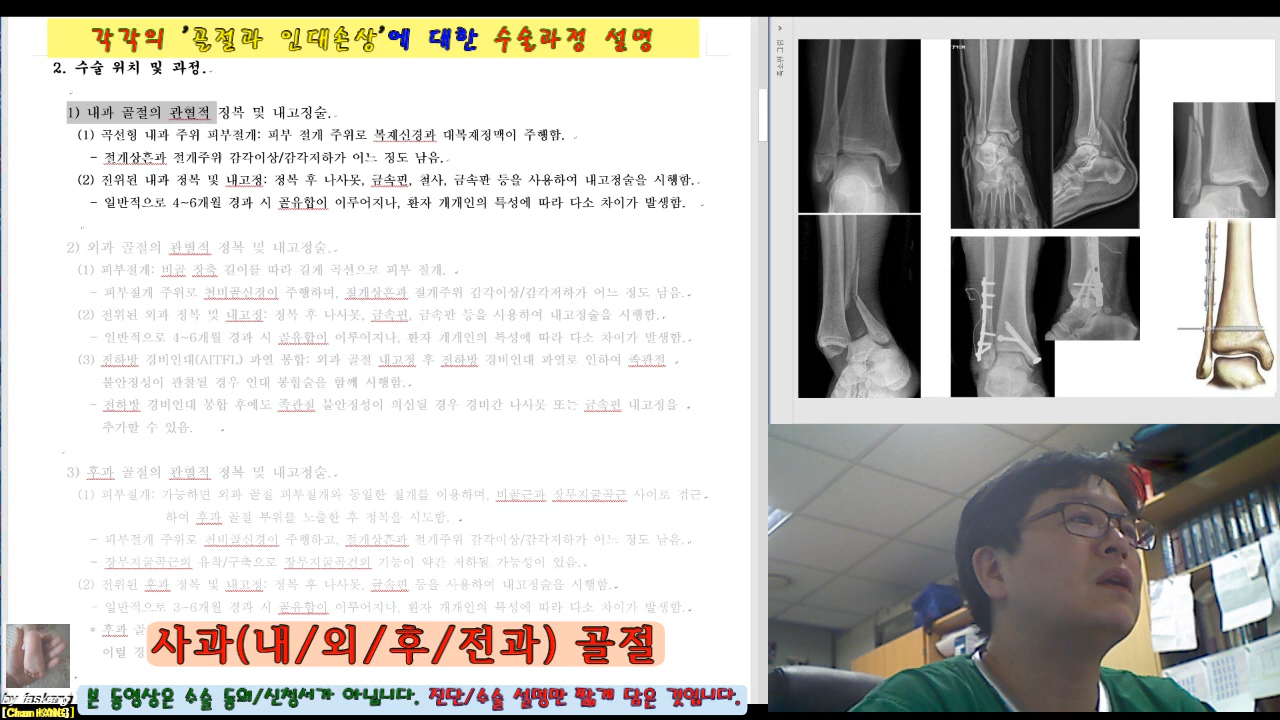 각각의 '골절과 인대손상'에 대한 수술과정 설명
2. 수술 위치 및 과정.
1) 내과 골절의 관혈적 정복 및 내고정술.
(1) 곡선형 내과 주위 피부절개: 피부 절개 주위로 복재신경과 대복재정맥이 주행함.
- 절개상흔과 절개주위 감각이상/감각저하가 어느 정도 남음.
(2) 전위된 내과 정복 및 내고정: 정복 후 나사못, 금속핀, 철사, 금속판 등을 사용하여 내고정술을 시행함.
- 일반적으로 4~6개월 경과 시 골유합이 이루어지나, 환자 개개인의 특성에 따라 다소 차이가 발생함.
2) 외과 골절의 관혈적 정복 및 내고정술.
(1) 피부절개: 비골 장축 길이를 따라 길게 곡선으로 피부 절개.
- 피부절개 주위로 천비골신경이 주행하며, 절개상흔과 절개주위 감각이상/감각저하가 어느 정도 남음.
(2) 전위된 외과 정복 및 내고정: 정복 후 나사못, 금속핀, 금속판 등을 사용하여 내고정술을 시행함.
- 일반적으로 4~6개월 경과 시 골유합이 이루어지나, 환자 개개인의 특성에 따라 다소 차이가 발생함.
(3) 전하방 경비인대(AITFL) 파열 봉합: 외과 골절 내고정 후 전하방 경비인대 파열로 인하여 족관절
불안정성이 관찰될 경우 인대 봉합술을 함께 시행함.
- 전하방 경비인대 봉합 후에도 족관절 불안정성이 의심될 경우 경비간 나사못 또는 금속핀 내고정을
추가할 수 있음.
3) 후과 골절의 관혈적 정복 및 내고정술.
(1) 피부절개: 가능하면 외과 골절 피부절개와 동일한 절개를 이용하며, 비골근과 장무지굴곡근 사이로 접근
하여 후과 골절 부위를 노출한 후 정복을 시도함.
- 피부절개 주위로 천비골신경이 주행하고, 절개상흔과 절개주위 감각이상/감각저하가 어느 정도 남음.
- 장무지굴곡근의 유착/구축으로 장무지굴곡건의 기능이 약간 저하될 가능성이 있음.
(2) 전위된 후과 정복 및 내고정: 정복 후 나사못, 금속핀 등을 사용하여 내고정술을 시행함.
- 일반적으로 3~6개월 경과 시 골유합이 이루어지나, 환자 개개인의 특성에 따라 다소 차이가 발생함.
* 후과 골
이럴 경
사과(내/외/후/전과) 골절
본 동영상은 수술 동의/신청서가 아닙니다. 진단/수술 설명만 짧게 담은 것입니다.